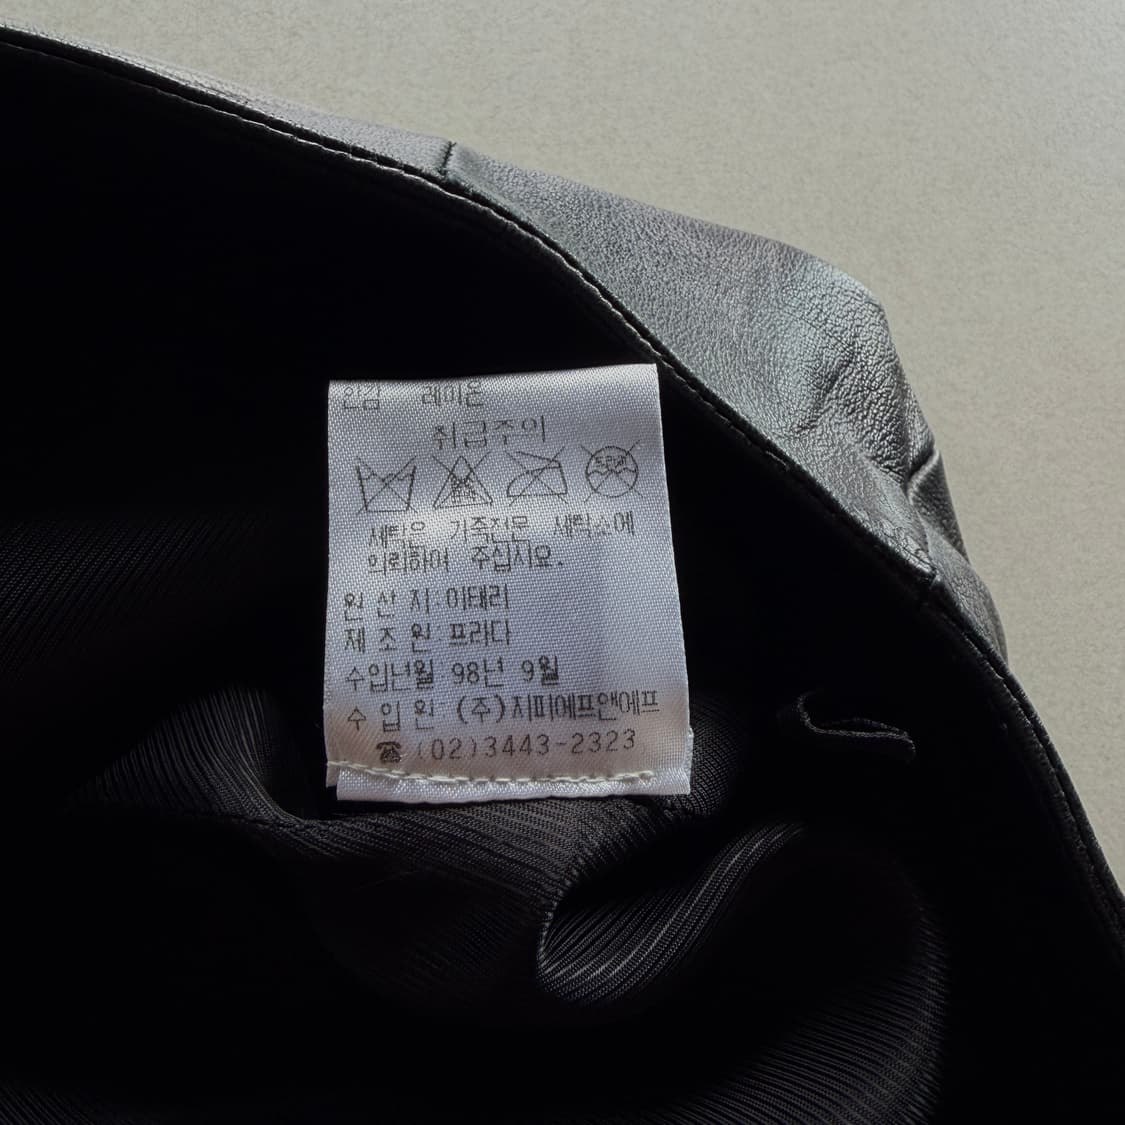 안감 레이온
취급주의
세탁은 가죽전문 세탁소에
의뢰하여 주십시요.
원 산 지:이태리
제 조 원:프라다
수입년월 98년 9월
수 입 원:(주)지피에프앤에프
☎(02)3443-2323